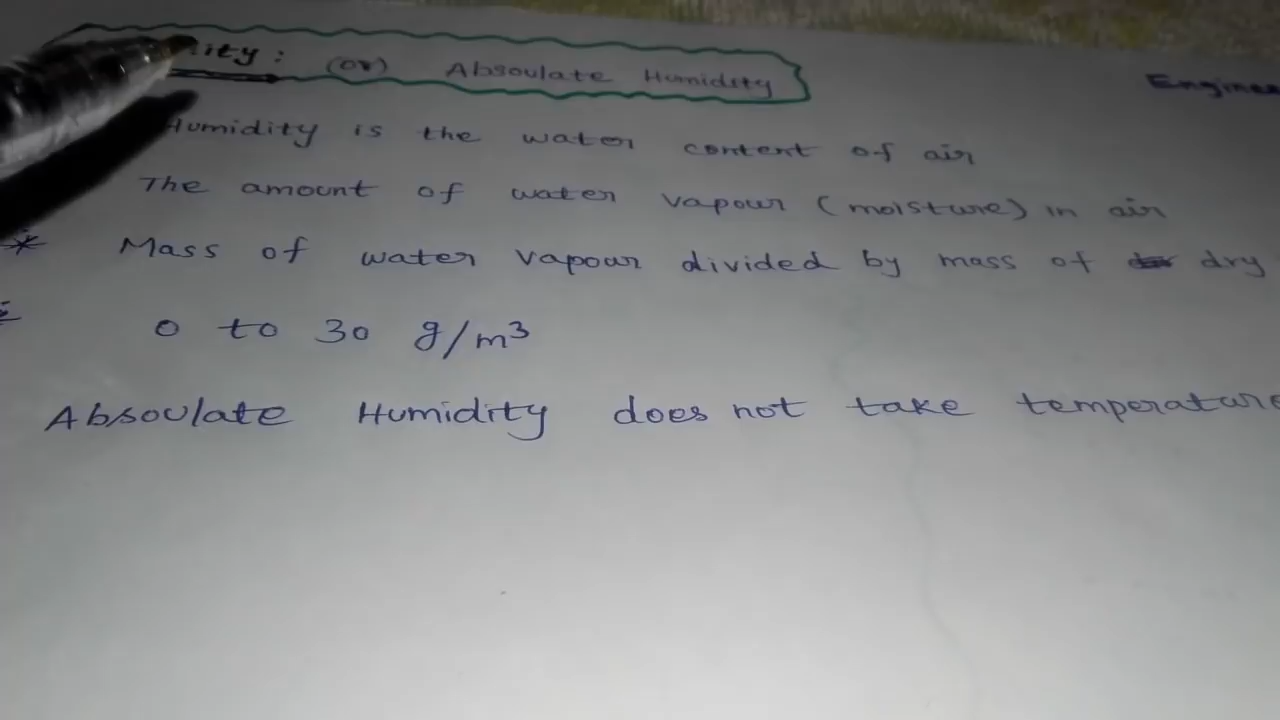 ity: (or) Absoulate Humidity
Enginee
Humidity is the water content of air
The amount of water vapour (moisture) in air
* Mass of water vapour divided by mass of dry
0 to 30 g/m³
Absoulate Humidity does not take temperature